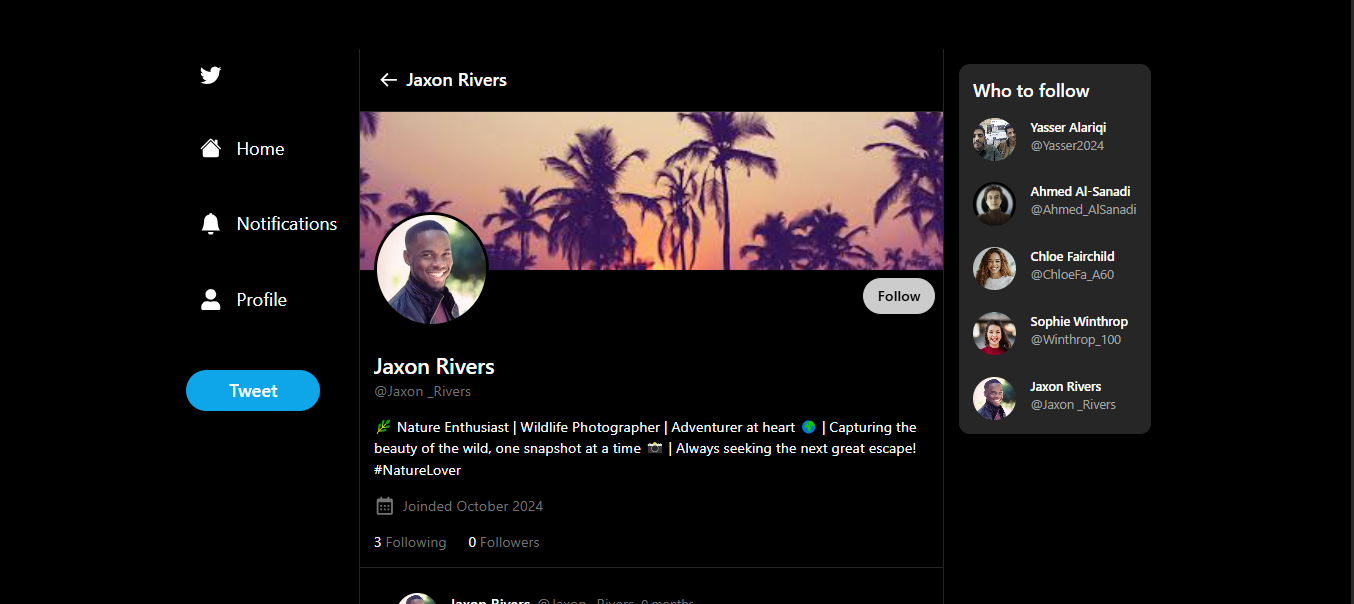 Home
Notifications
Profile
Tweet
Jaxon Rivers
Follow
Jaxon Rivers
@Jaxon _Rivers
🌿 Nature Enthusiast | Wildlife Photographer | Adventurer at heart 🌍 | Capturing the
beauty of the wild, one snapshot at a time 📸 | Always seeking the next great escape!
#NatureLover
Joinded October 2024
3 Following 0 Followers
Jaxon Rivers @Jaxon _Rivers 0 months
Who to follow
Yasser Alariqi
@Yasser2024
Ahmed Al-Sanadi
@Ahmed_AlSanadi
Chloe Fairchild
@ChloeFa_A60
Sophie Winthrop
@Winthrop_100
Jaxon Rivers
@Jaxon _Rivers